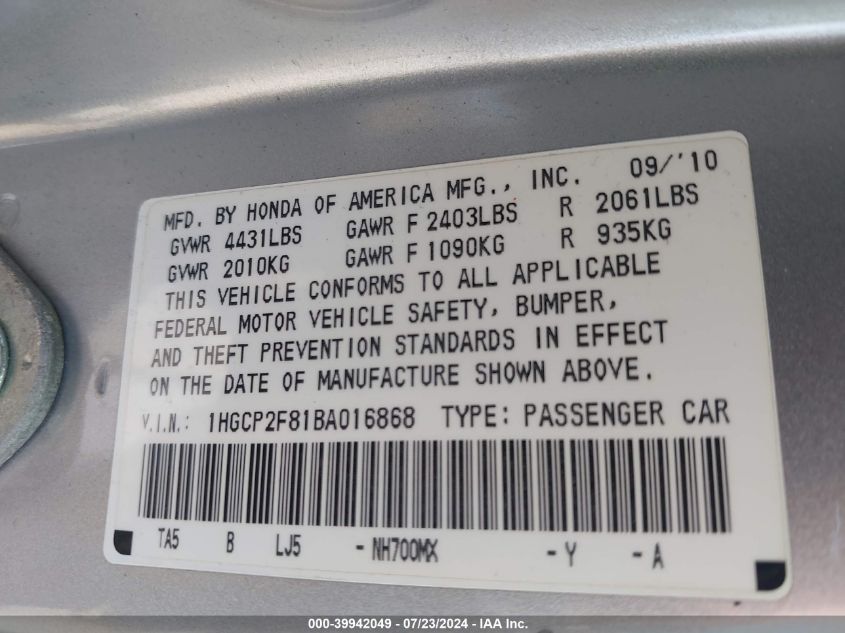 MFD. BY HONDA OF AMERICA MFG., INC. 09/'10
GVWR 4431LBS GAWR F 2403LBS R 2061LBS
GVWR 2010KG GAWR F 1090KG R 935KG
THIS VEHICLE CONFORMS TO ALL APPLICABLE
FEDERAL MOTOR VEHICLE SAFETY, BUMPER,
AND THEFT PREVENTION STANDARDS IN EFFECT
ON THE DATE OF MANUFACTURE SHOWN ABOVE.
V.I.N.: 1HGCP2F81BA016868 TYPE: PASSENGER CAR
TA5 B LJ5 - NH700MX - Y - A
000-39942049 - 07/23/2024 - IAA Inc.